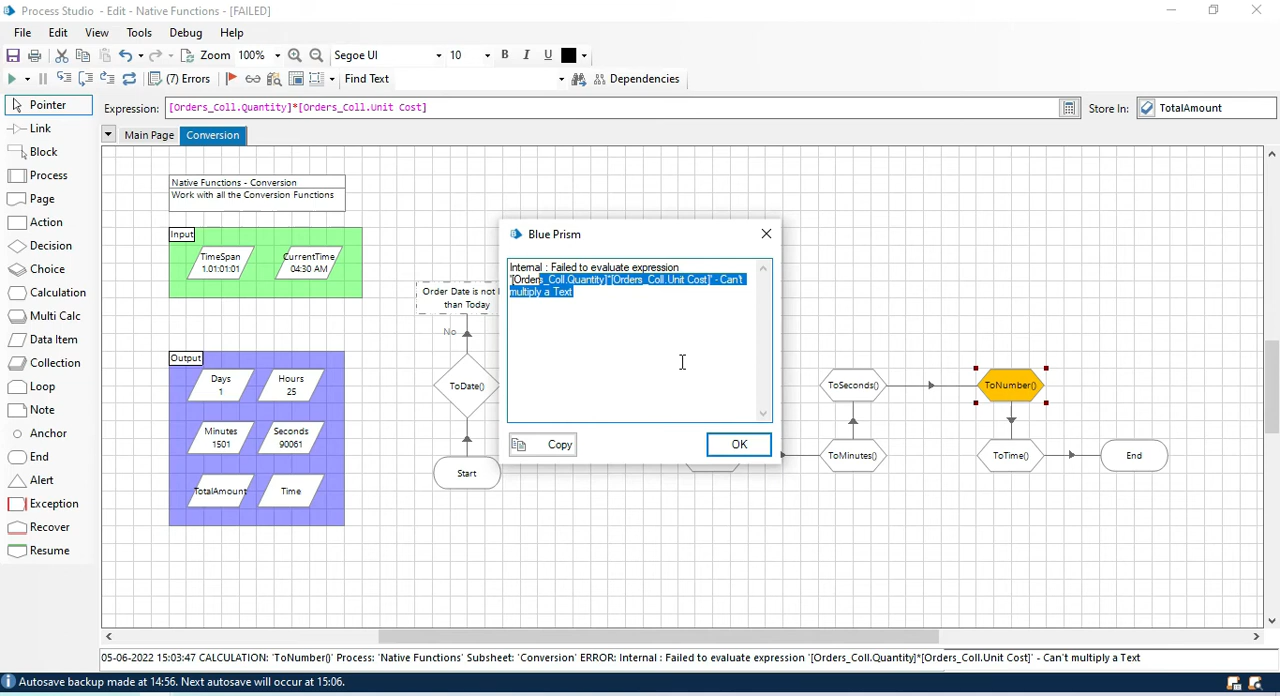 Process Studio - Edit - Native Functions - [FAILED]
File Edit View Tools Debug Help
Zoom 100% Segoe UI 10 B I U
(7) Errors Find Text Dependencies
Pointer
Link
Block
Process
Page
Action
Decision
Choice
Calculation
Multi Calc
Data Item
Collection
Loop
Note
Anchor
End
Alert
Exception
Recover
Resume
Expression: [Orders_Coll.Quantity]*[Orders_Coll.Unit Cost] Store In: TotalAmount
Main Page Conversion
Native Functions - Conversion
Work with all the Conversion Functions
Input
TimeSpan
1.01:01:01
CurrentTime
04:30 AM
Output
Days
1
Hours
25
Minutes
1501
Seconds
90061
TotalAmount
Time
Order Date is not
than Today
No
ToDate()
Start
Blue Prism
Internal : Failed to evaluate expression
'[Orders_Coll.Quantity]*[Orders_Coll.Unit Cost]' - Can't
multiply a Text
Copy OK
ToSeconds()
ToNumber()
ToMinutes()
ToTime()
End
05-06-2022 15:03:47 CALCULATION: 'ToNumber()' Process: 'Native Functions' Subsheet: 'Conversion' ERROR: Internal : Failed to evaluate expression '[Orders_Coll.Quantity]*[Orders_Coll.Unit Cost]' - Can't multiply a Text
Autosave backup made at 14:56. Next autosave will occur at 15:06.